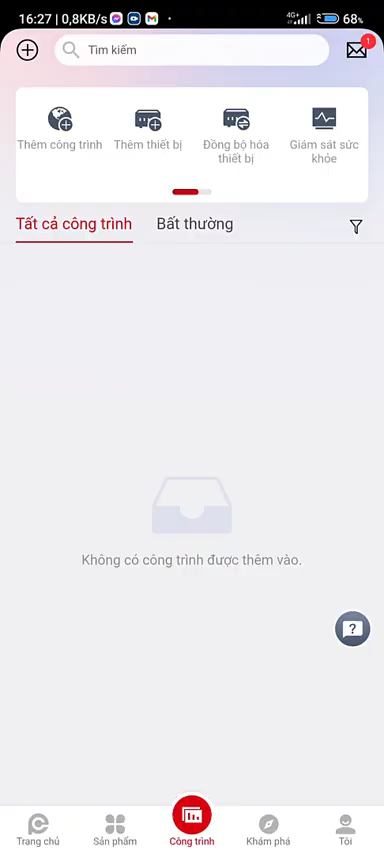 16:27 | 0,8KB/s
4G+
68%
Tìm kiếm
1
Thêm công trình
Thêm thiết bị
Đồng bộ hóa
thiết bị
Giám sát sức
khỏe
Tất cả công trình
Bất thường
Không có công trình được thêm vào.
?
Trang chủ
Sản phẩm
Công trình
Khám phá
Tôi